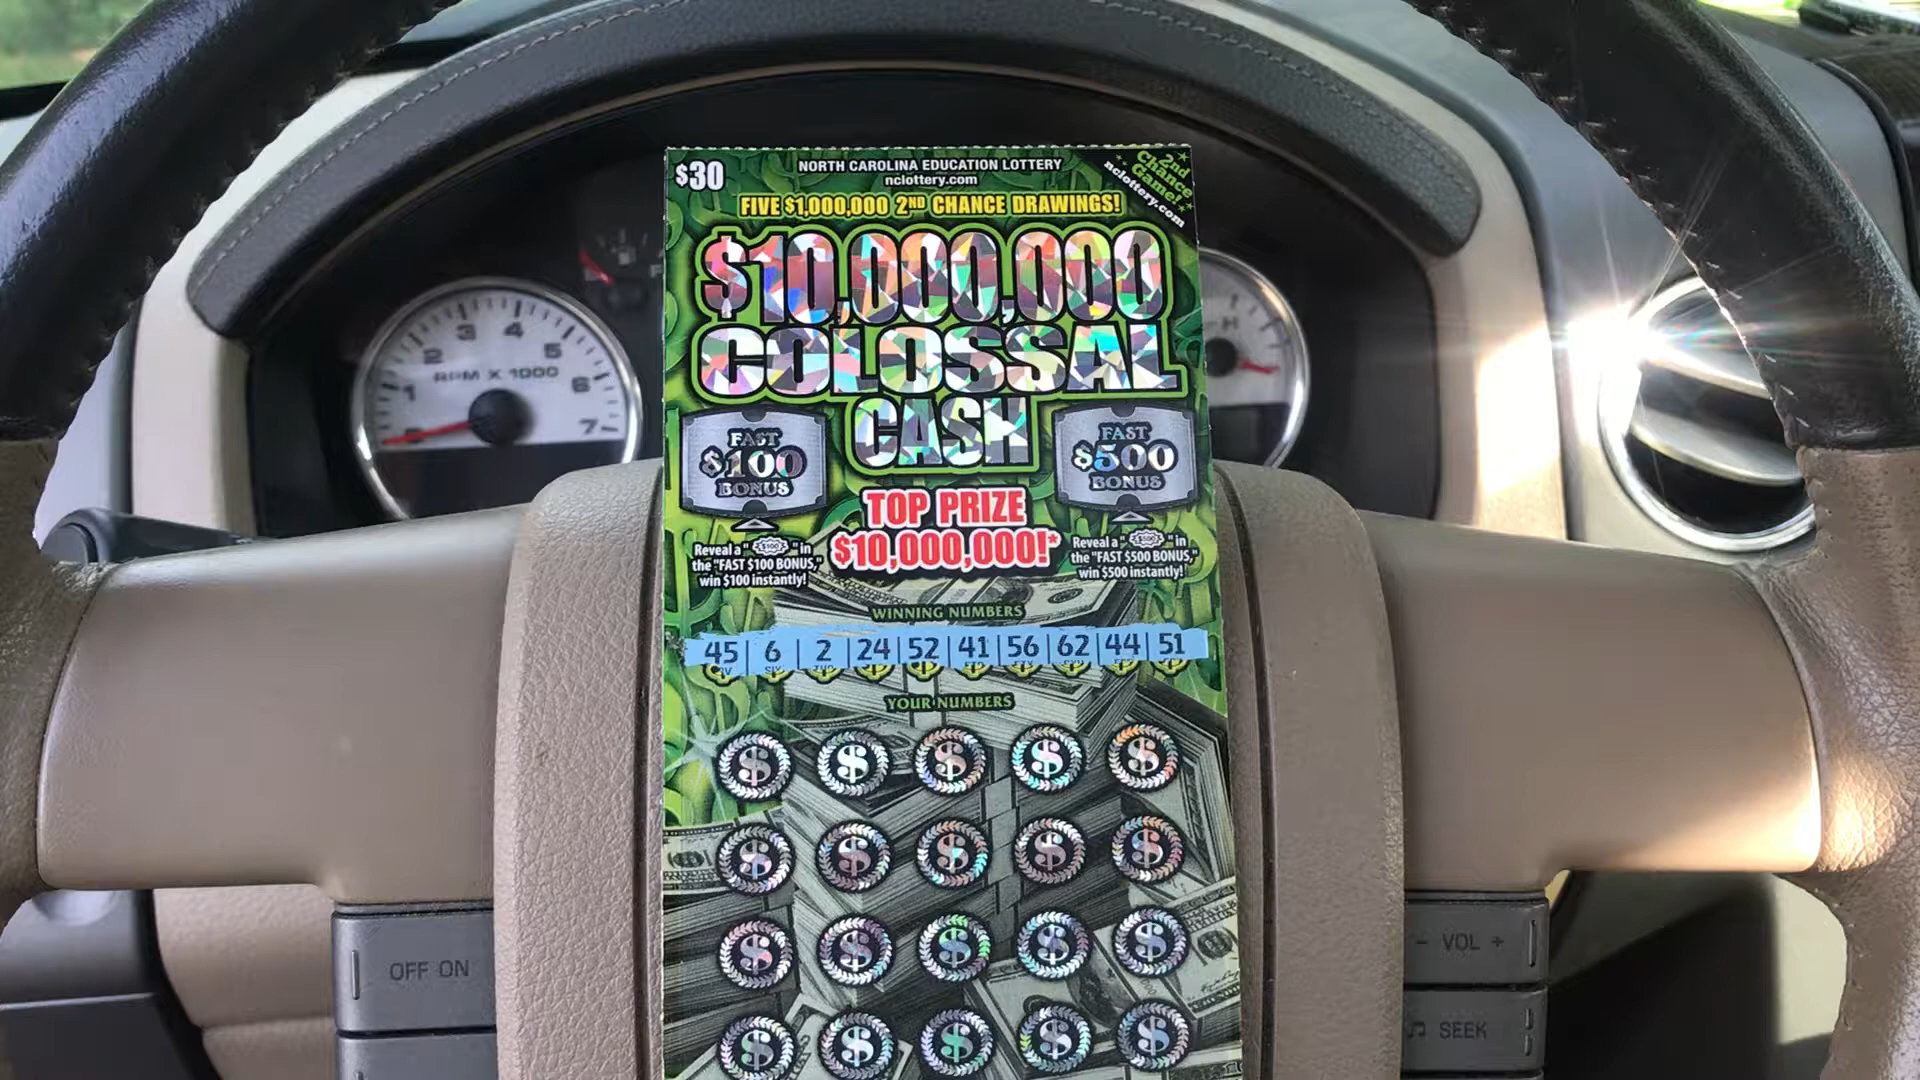 $30
NORTH CAROLINA EDUCATION LOTTERY
nclottery.com
2nd
Chance
Game!
nclottery.com
FIVE $1,000,000 2ND CHANCE DRAWINGS!
$10,000,000
COLOSSAL
CASH
FAST
$100
BONUS
FAST
$500
BONUS
TOP PRIZE
$10,000,000!*
Reveal a " $100 " in
the "FAST $100 BONUS,"
win $100 instantly!
Reveal a " $500 " in
the "FAST $500 BONUS,"
win $500 instantly!
WINNING NUMBERS
45 6 2 24 52 41 56 62 44 51
YOUR NUMBERS
$ $ $ $ $
$ $ $ $ $
$ $ $ $ $
$ $ $ $ $
1 2 3 4 5 6 7
RPM X 1000
OFF ON
- VOL +
SEEK